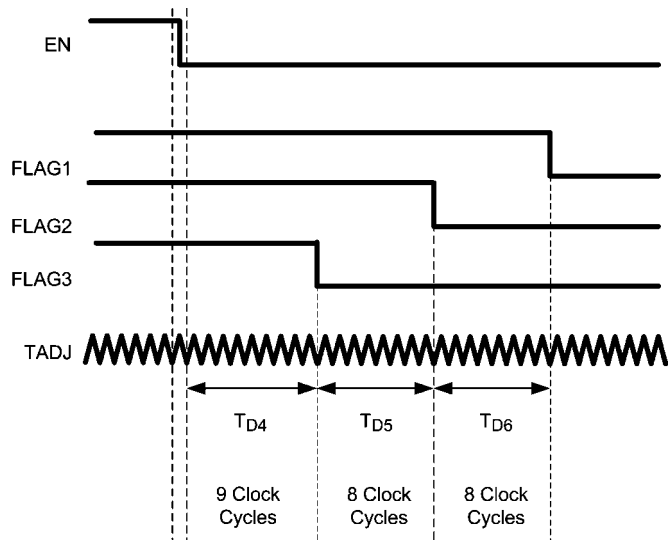 EN
FLAG1
FLAG2
FLAG3
TADJ
TD4 TD5 TD6
9 Clock 8 Clock 8 Clock
Cycles Cycles Cycles